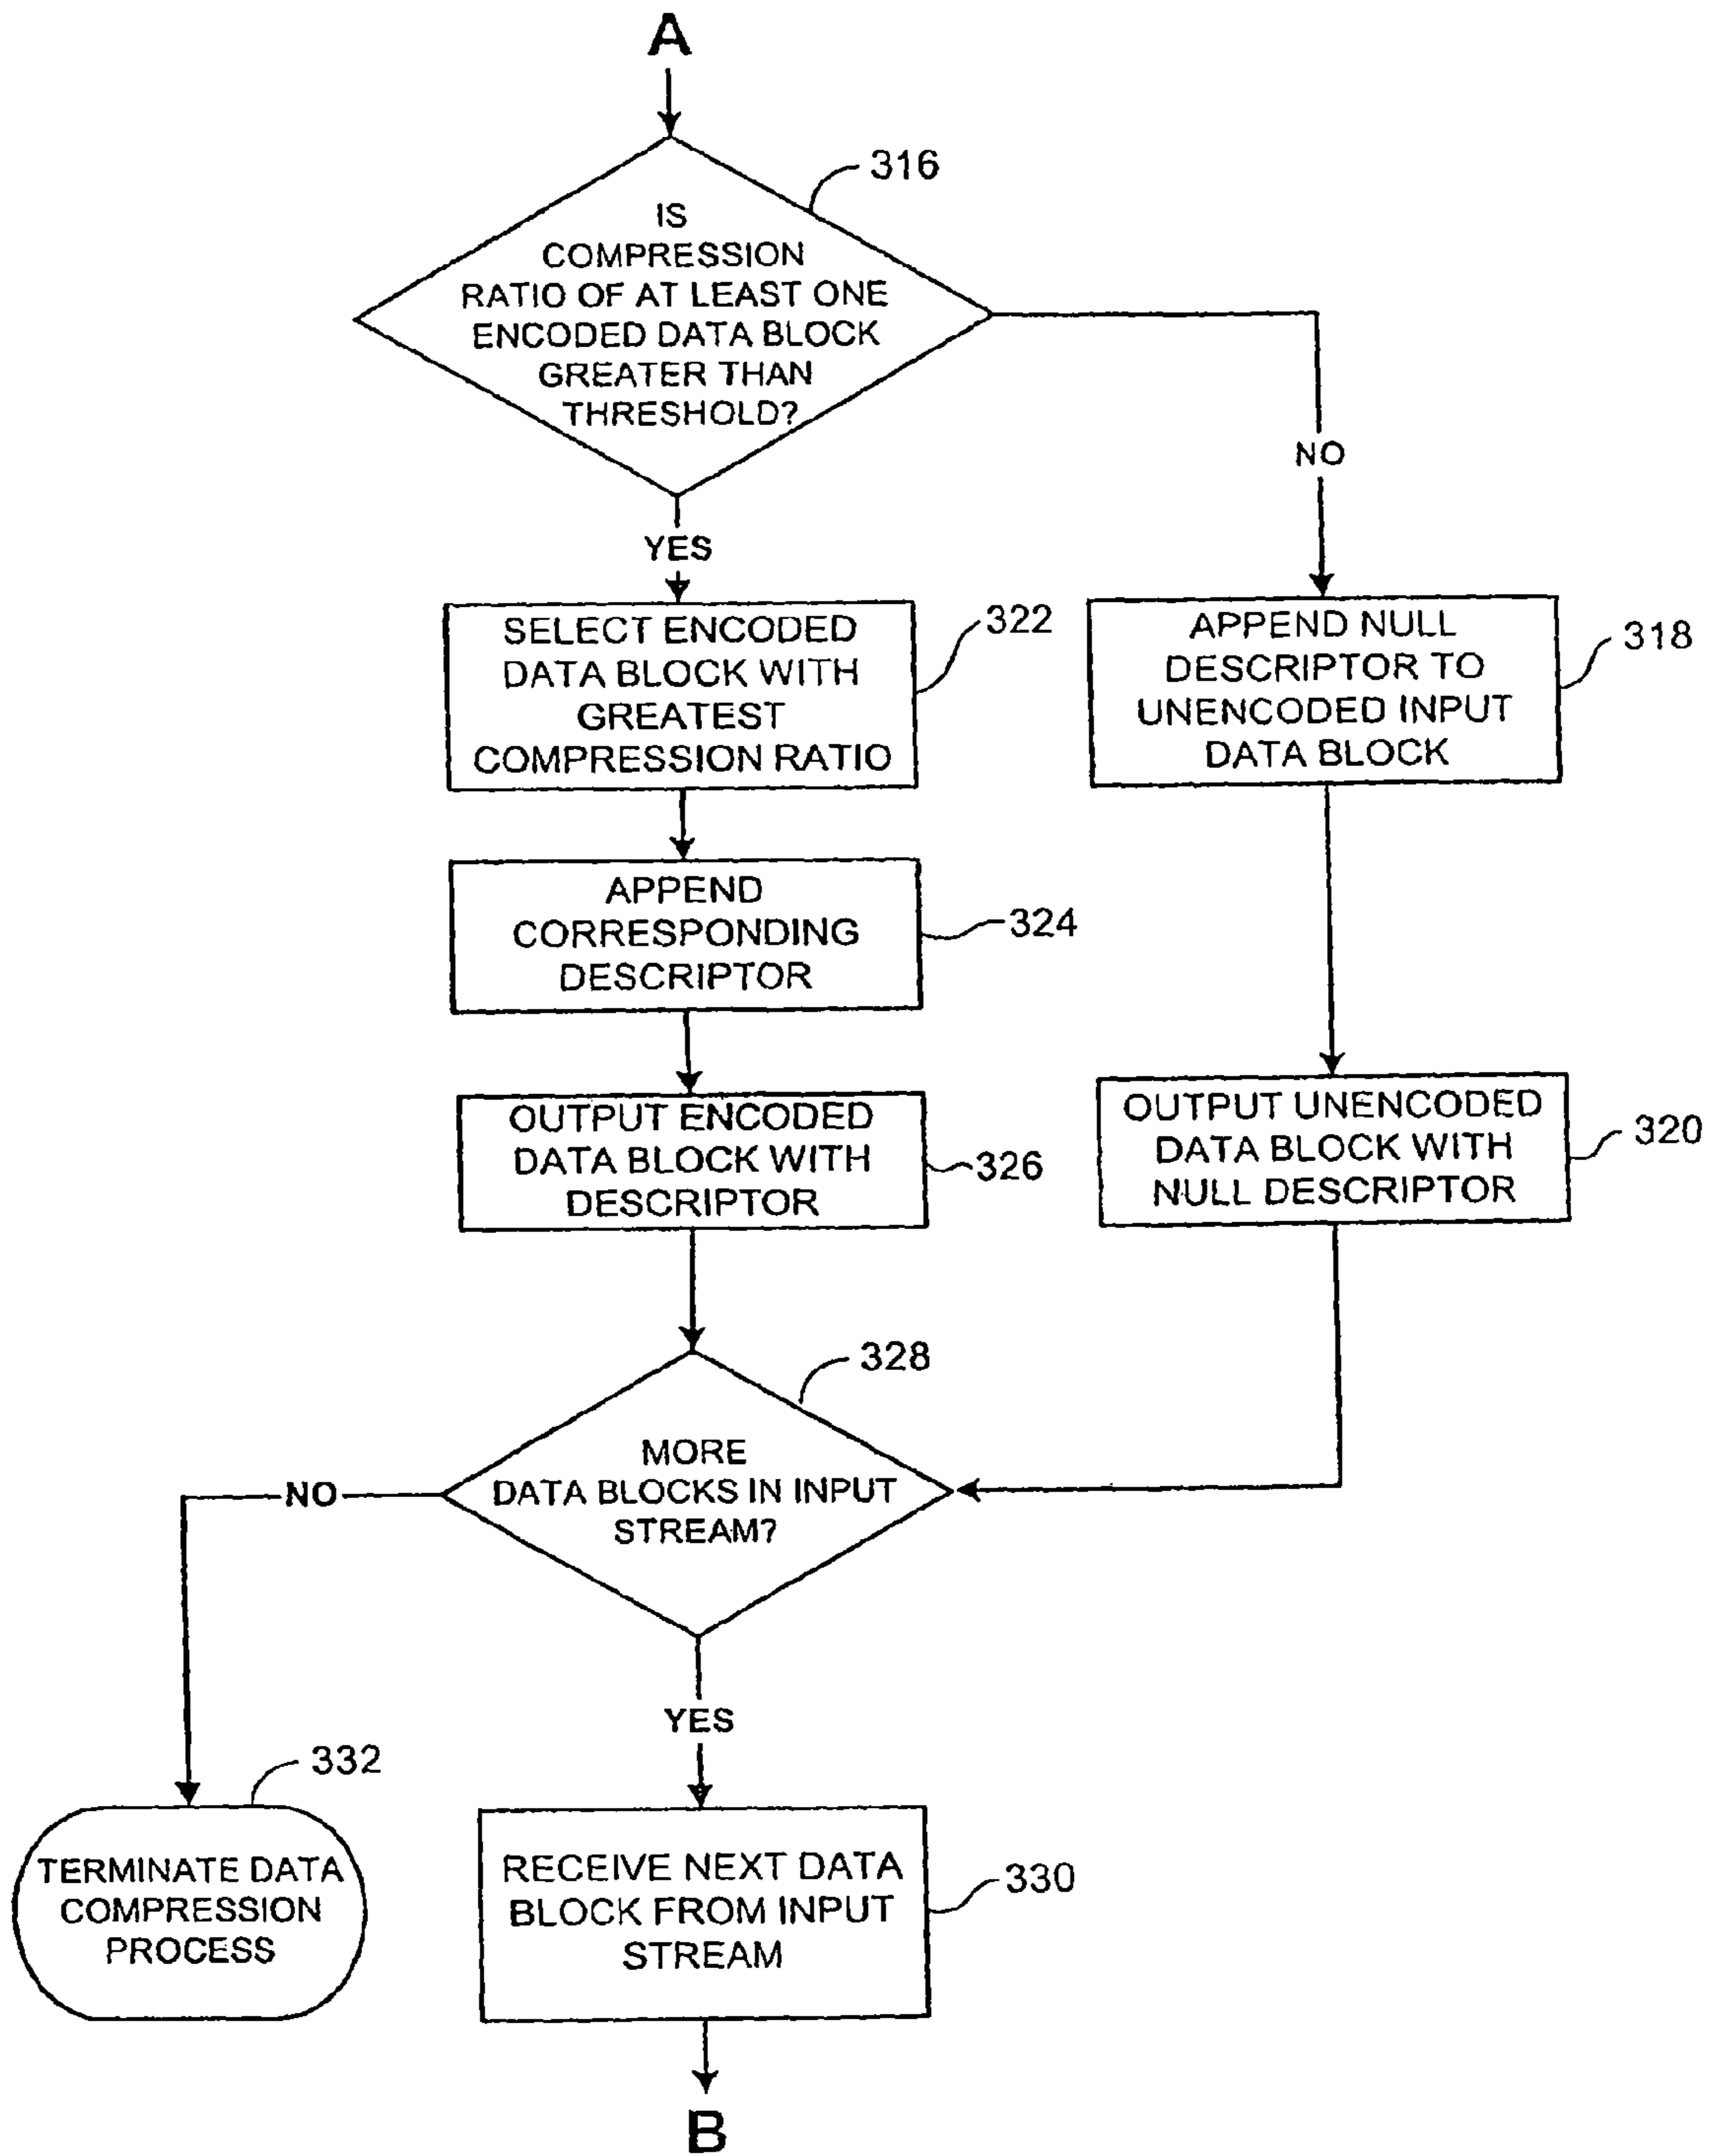 A
316
IS
COMPRESSION
RATIO OF AT LEAST ONE
ENCODED DATA BLOCK
GREATER THAN
THRESHOLD?
NO
YES
SELECT ENCODED
DATA BLOCK WITH
GREATEST
COMPRESSION RATIO
322
APPEND NULL
DESCRIPTOR TO
UNENCODED INPUT
DATA BLOCK
318
APPEND
CORRESPONDING
DESCRIPTOR
324
OUTPUT ENCODED
DATA BLOCK WITH
DESCRIPTOR
326
OUTPUT UNENCODED
DATA BLOCK WITH
NULL DESCRIPTOR
320
328
MORE
DATA BLOCKS IN INPUT
STREAM?
NO
YES
332
TERMINATE DATA
COMPRESSION
PROCESS
RECEIVE NEXT DATA
BLOCK FROM INPUT
STREAM
330
B